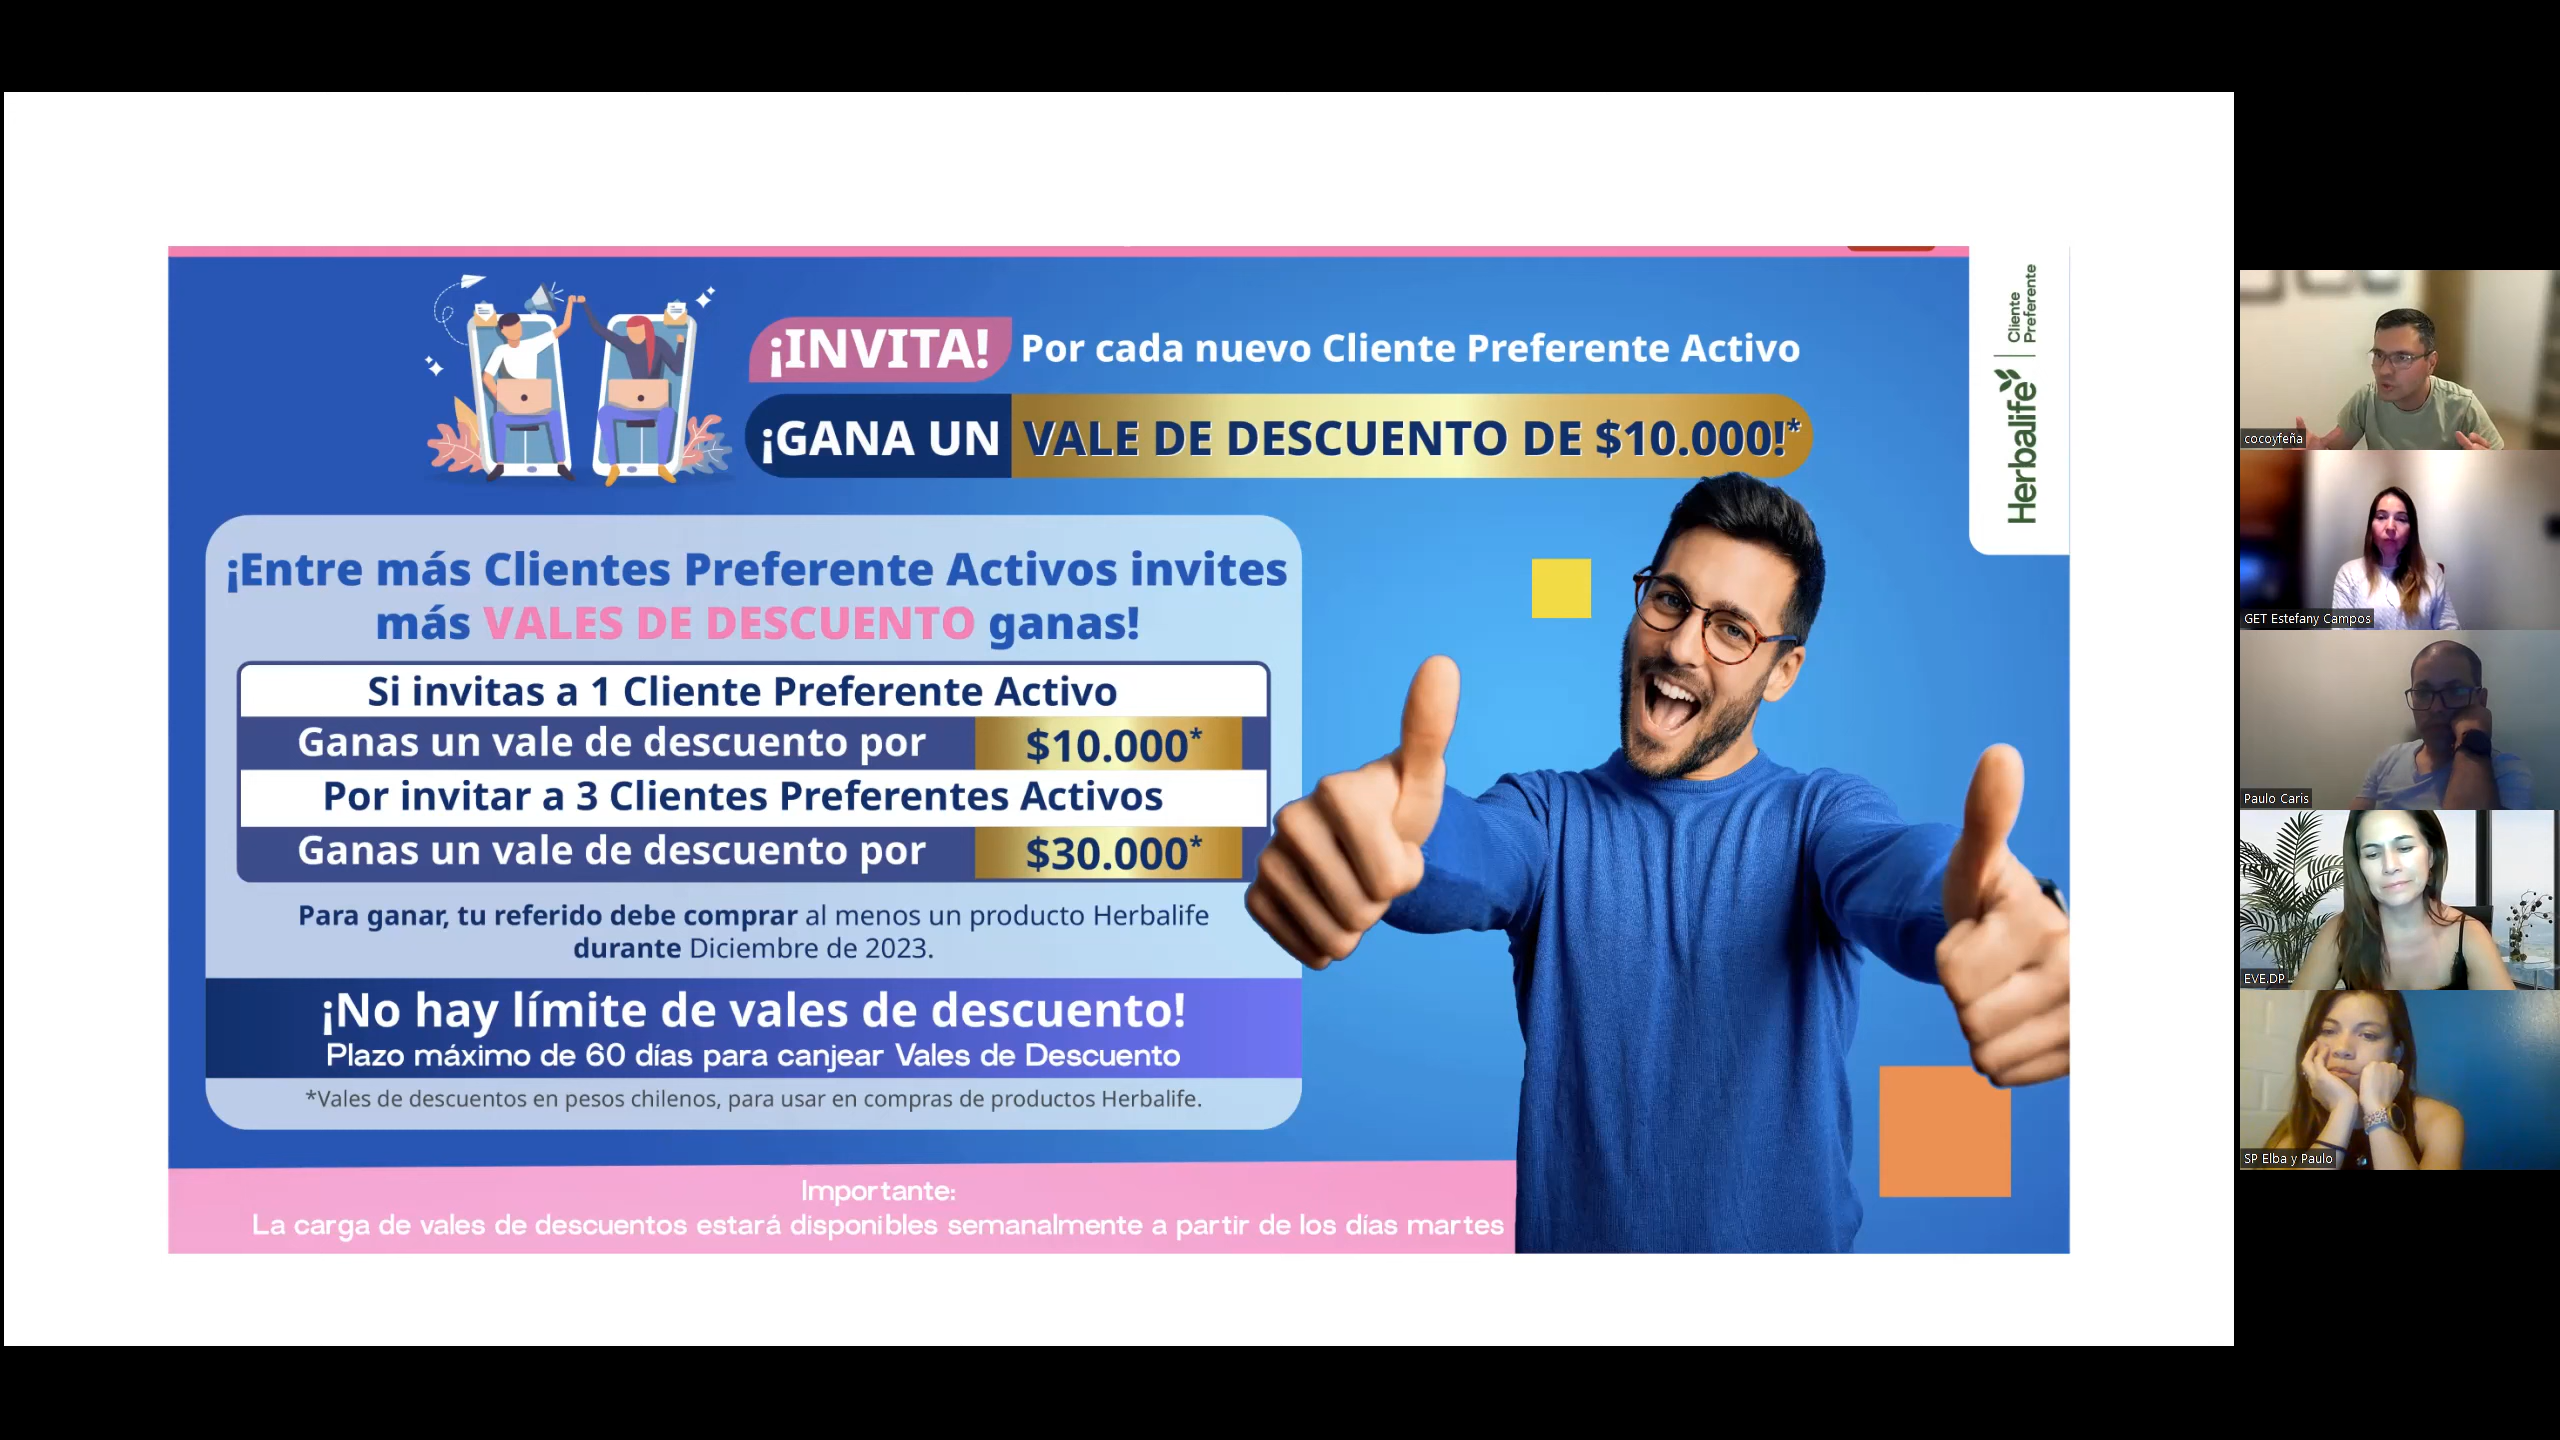 ¡INVITA! Por cada nuevo Cliente Preferente Activo
¡GANA UN VALE DE DESCUENTO DE $10.000!*
Herbalife | Cliente
Preferente
¡Entre más Clientes Preferente Activos invites
más VALES DE DESCUENTO ganas!
Si invitas a 1 Cliente Preferente Activo
Ganas un vale de descuento por $10.000*
Por invitar a 3 Clientes Preferentes Activos
Ganas un vale de descuento por $30.000*
Para ganar, tu referido debe comprar al menos un producto Herbalife
durante Diciembre de 2023.
¡No hay límite de vales de descuento!
Plazo máximo de 60 días para canjear Vales de Descuento
*Vales de descuentos en pesos chilenos, para usar en compras de productos Herbalife.
Importante:
La carga de vales de descuentos estará disponibles semanalmente a partir de los días martes
cocoyfeña
GET Estefany Campos
Paulo Caris
EVE.DP
SP Elba y Paulo